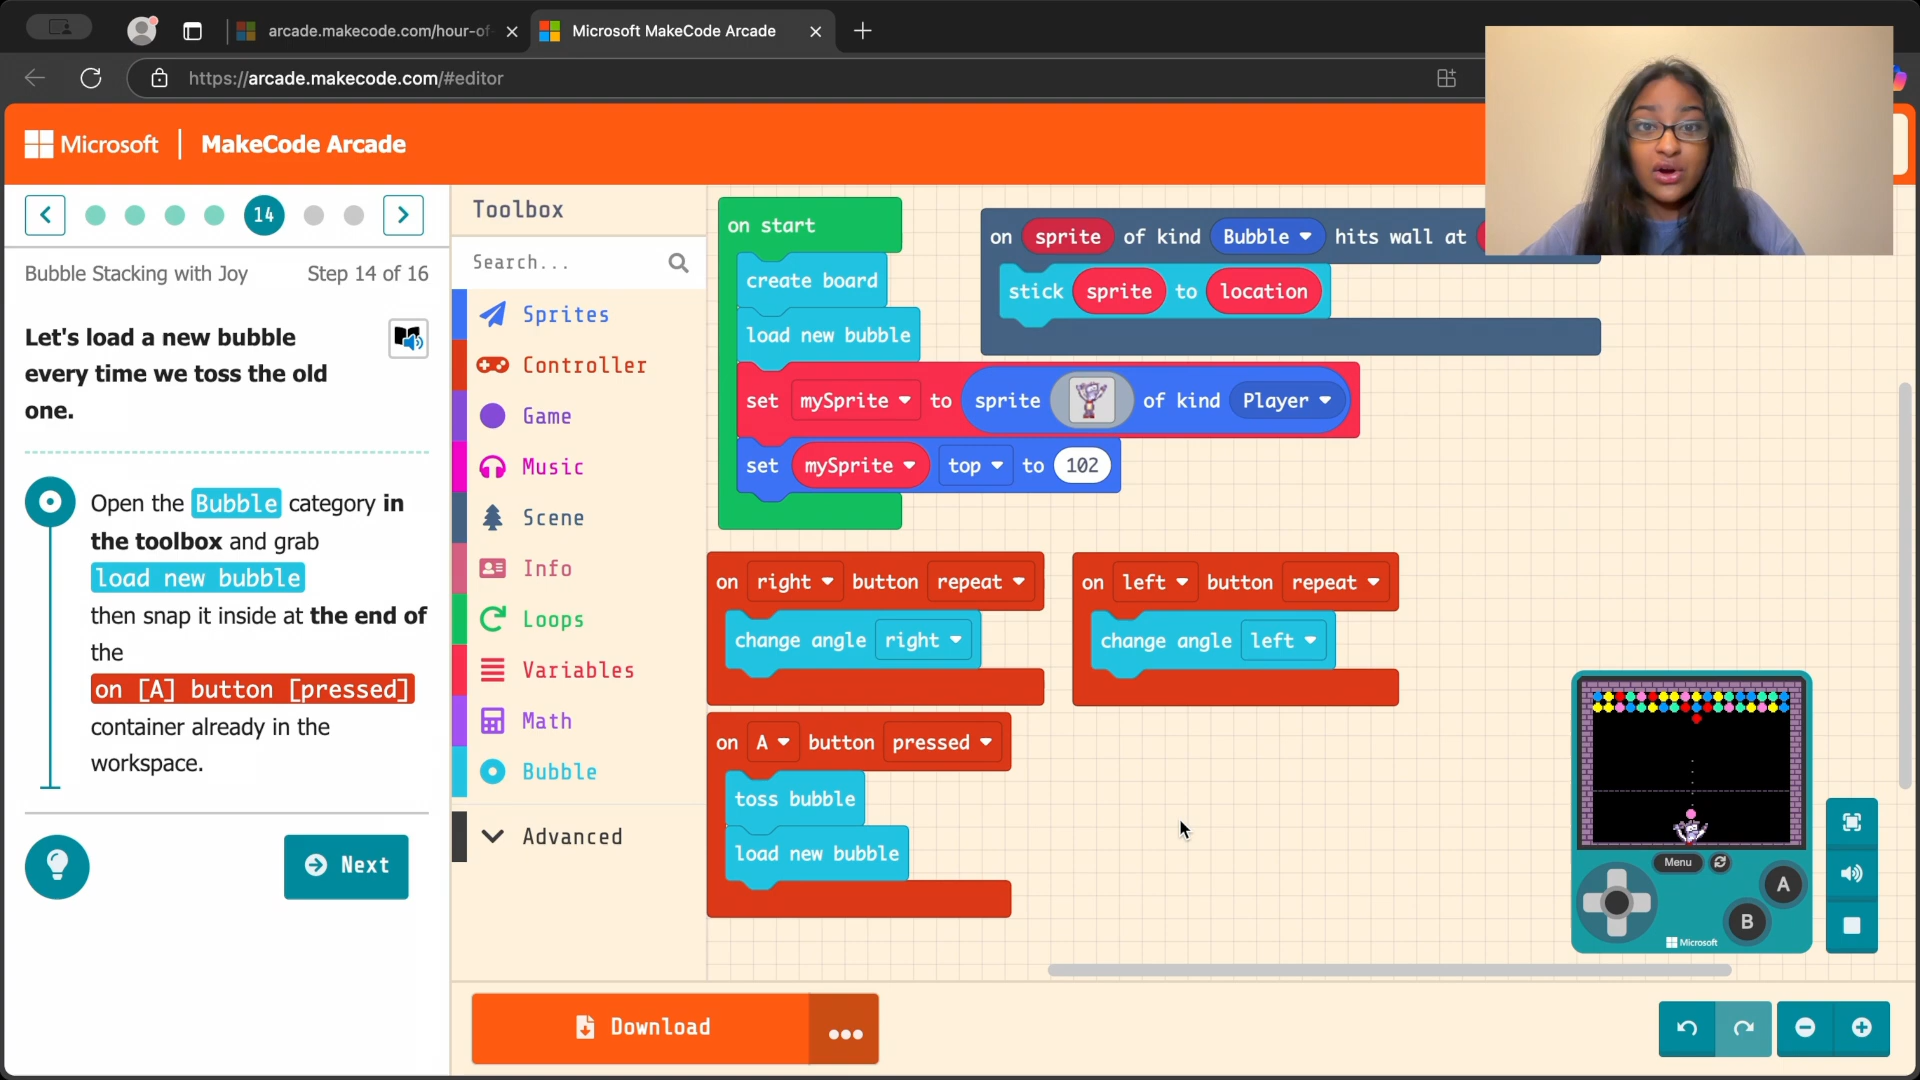 arcade.makecode.com/hour-of-
Microsoft MakeCode Arcade
https://arcade.makecode.com/#editor
Microsoft
MakeCode Arcade
14
Bubble Stacking with Joy
Step 14 of 16
Let's load a new bubble
every time we toss the old
one.
Open the Bubble category in
the toolbox and grab
load new bubble
then snap it inside at the end of
the
on [A] button [pressed]
container already in the
workspace.
Next
Toolbox
Search...
Sprites
Controller
Game
Music
Scene
Info
Loops
Variables
Math
Bubble
Advanced
on start
create board
load new bubble
set mySprite to sprite of kind Player
set mySprite top to 102
on sprite of kind Bubble hits wall at
stick sprite to location
on right button repeat
change angle right
on left button repeat
change angle left
on A button pressed
toss bubble
load new bubble
Menu
A
B
Microsoft
Download